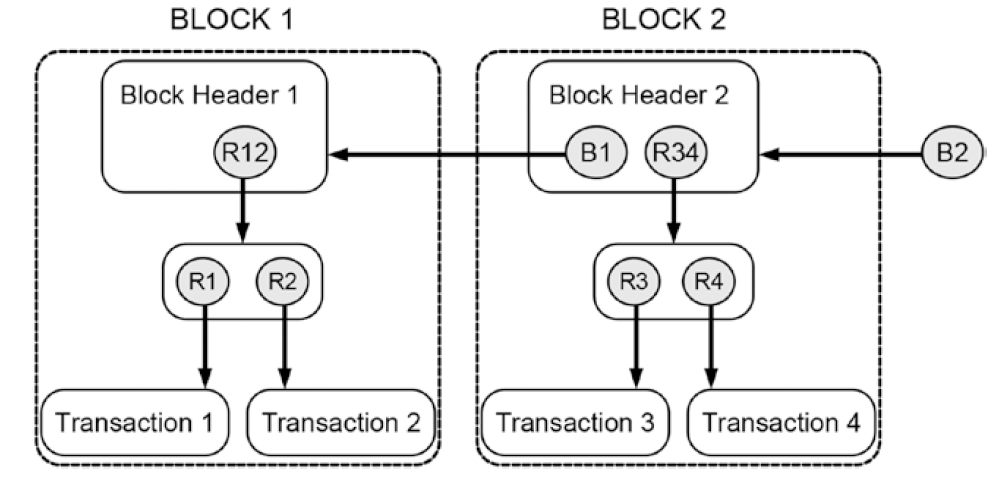 BLOCK 1
BLOCK 2
Block Header 1
Block Header 2
R12
B1
R34
B2
R1
R2
R3
R4
Transaction 1
Transaction 2
Transaction 3
Transaction 4